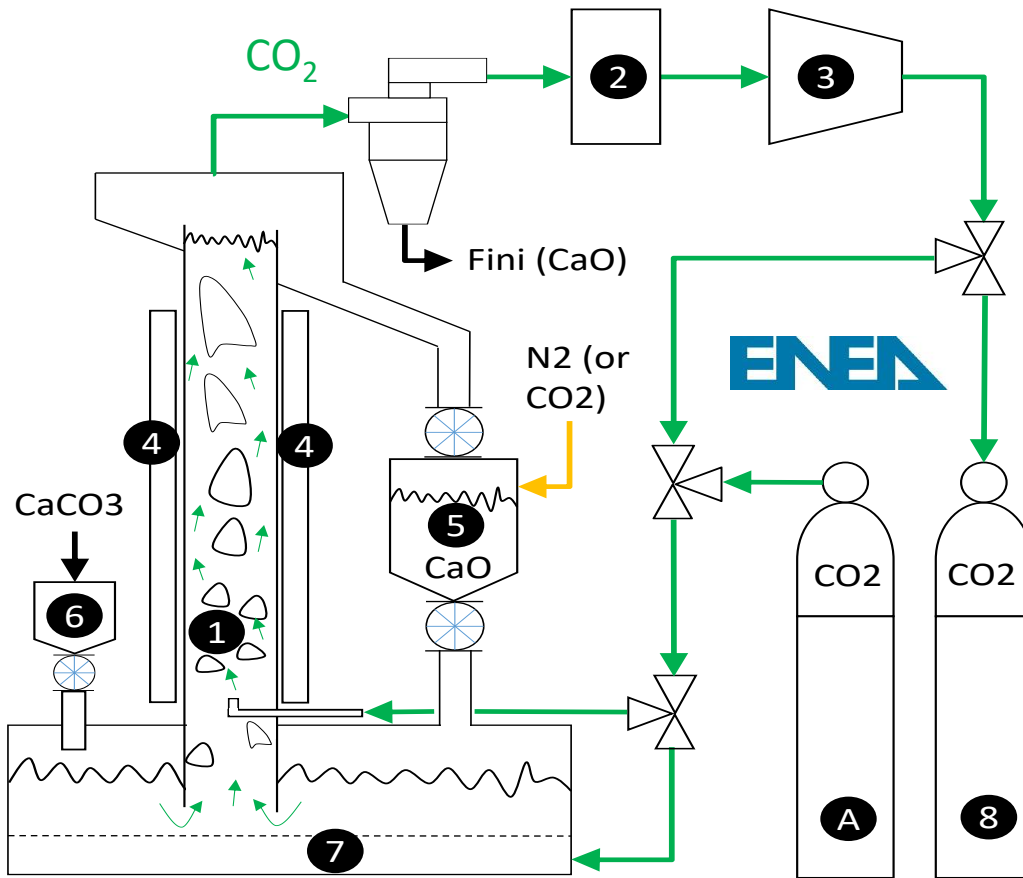 CO₂
2
3
Fini (CaO)
ENEA
N2 (or
CO2)
4
4
CaCO3
5
CaO
6
1
CO2
CO2
7
A
8